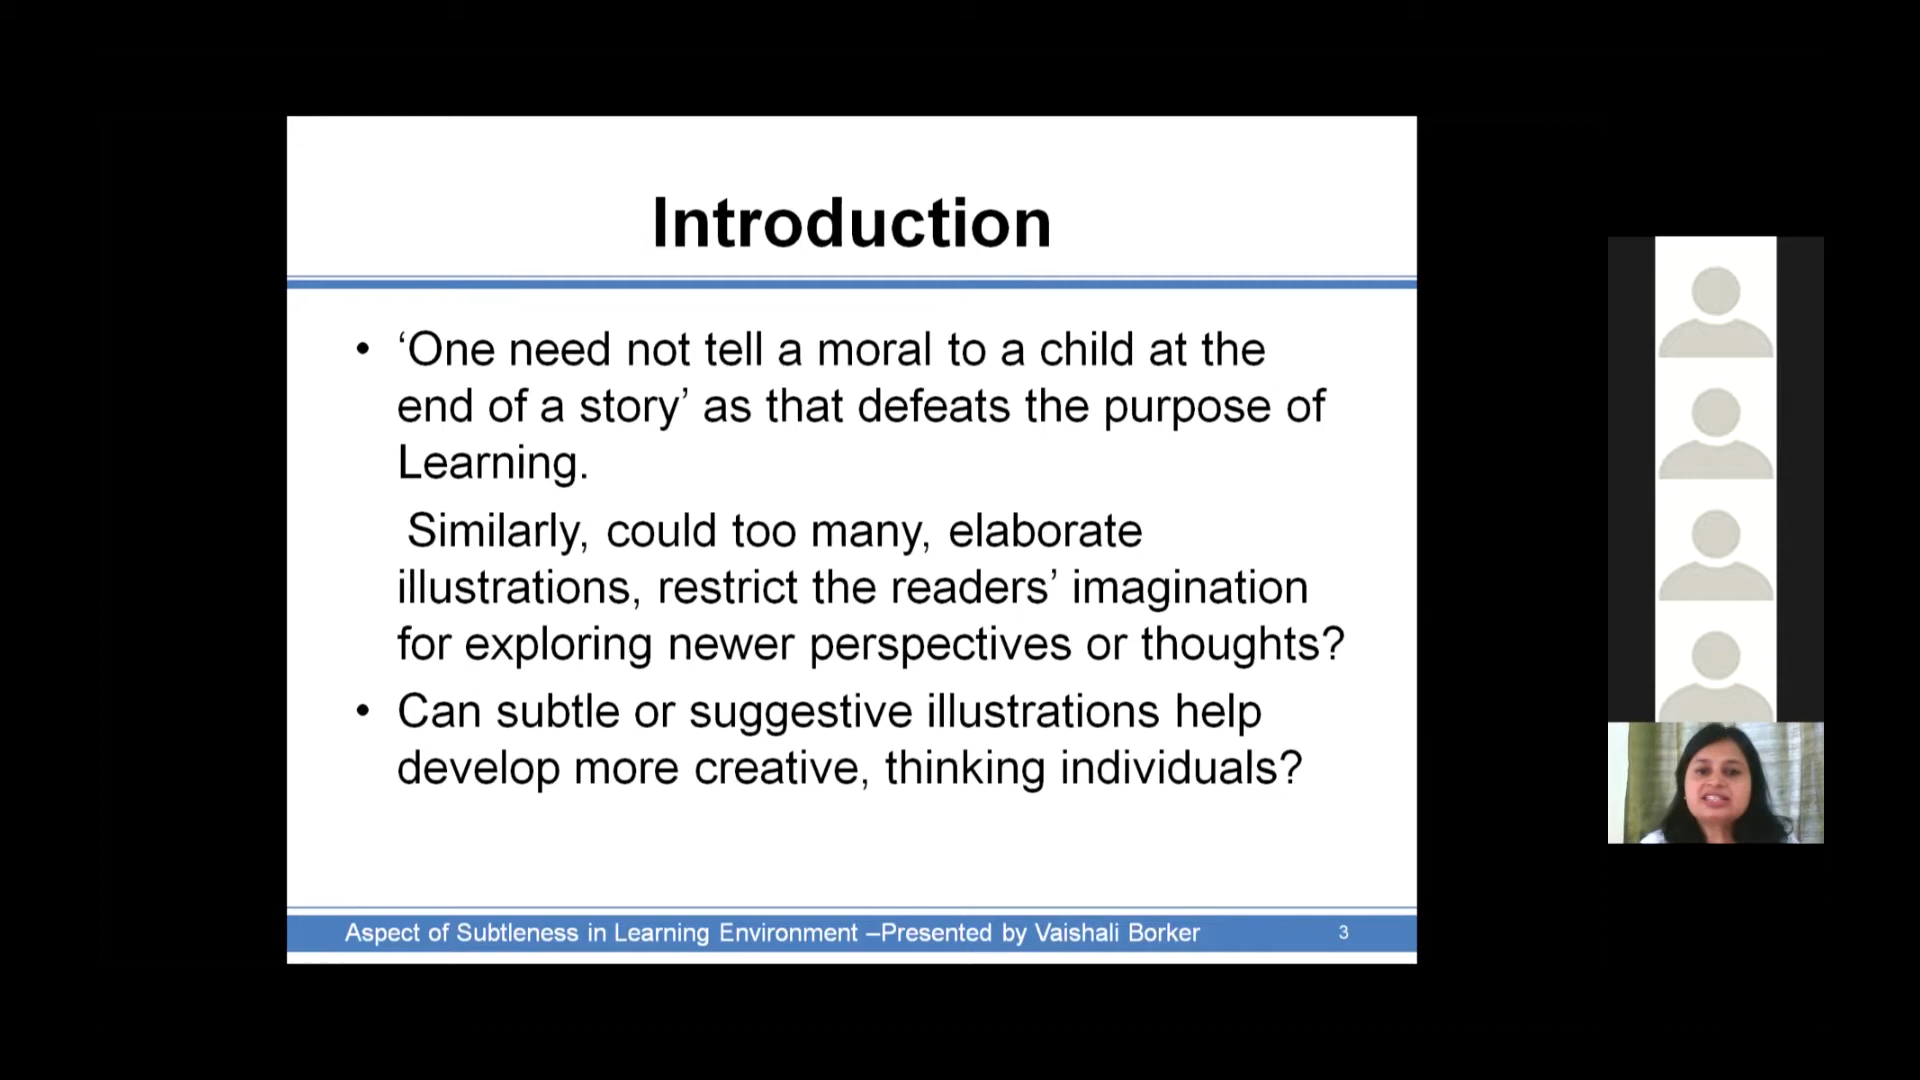 Introduction
• ‘One need not tell a moral to a child at the
end of a story’ as that defeats the purpose of
Learning.
Similarly, could too many, elaborate
illustrations, restrict the readers’ imagination
for exploring newer perspectives or thoughts?
• Can subtle or suggestive illustrations help
develop more creative, thinking individuals?
Aspect of Subtleness in Learning Environment –Presented by Vaishali Borker 3